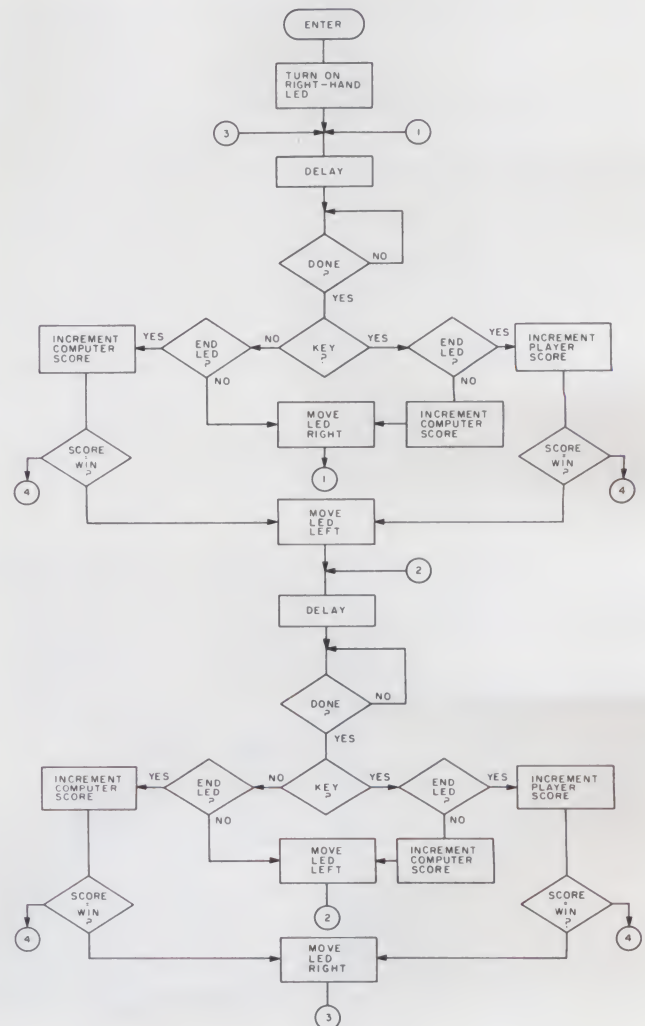 ENTER
TURN ON
RIGHT-HAND
LED
3
1
DELAY
DONE
?
NO
YES
INCREMENT
COMPUTER
SCORE
YES
END
LED
?
NO
NO
KEY
?
YES
END
LED
?
YES
NO
INCREMENT
PLAYER
SCORE
MOVE
LED
RIGHT
INCREMENT
COMPUTER
SCORE
SCORE
=
WIN
?
4
1
SCORE
=
WIN
?
4
MOVE
LED
LEFT
2
DELAY
DONE
?
NO
YES
INCREMENT
COMPUTER
SCORE
YES
END
LED
?
NO
NO
KEY
?
YES
END
LED
?
YES
NO
INCREMENT
PLAYER
SCORE
MOVE
LED
LEFT
INCREMENT
COMPUTER
SCORE
SCORE
=
WIN
?
4
2
SCORE
=
WIN
?
4
MOVE
LED
RIGHT
3